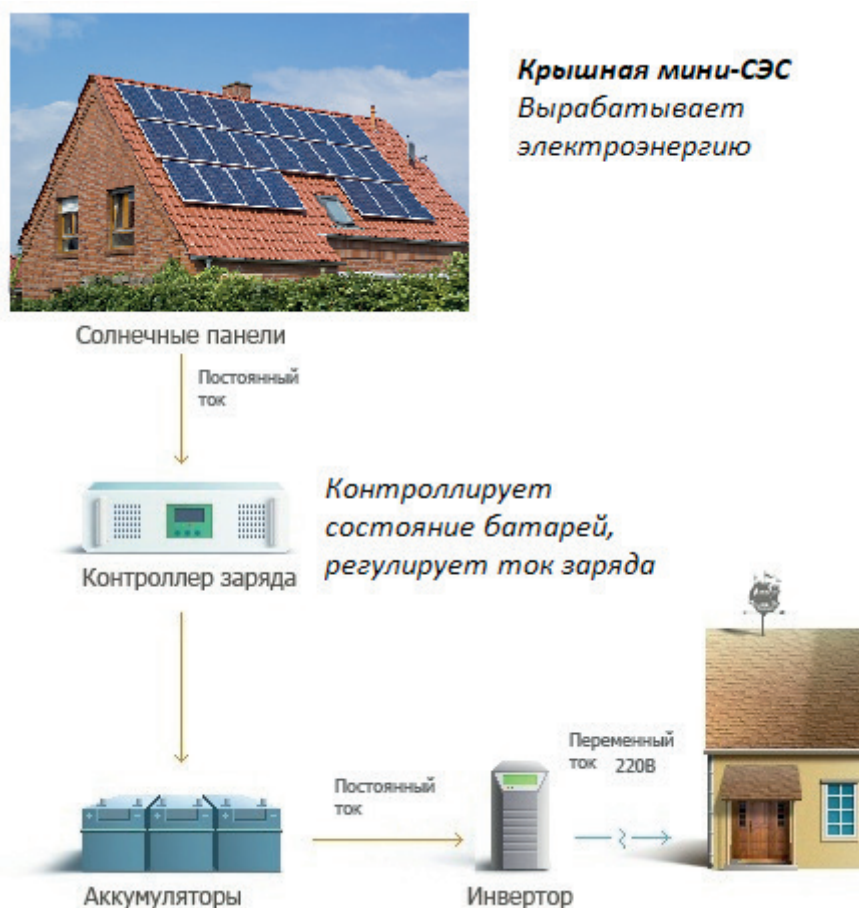 Крышная мини-СЭС
Вырабатывает
электроэнергию
Солнечные панели
Постоянный
ток
Контроллирует
состояние батарей,
регулирует ток заряда
Контроллер заряда
Переменный
ток 220В
Постоянный
ток
Аккумуляторы
Инвертор